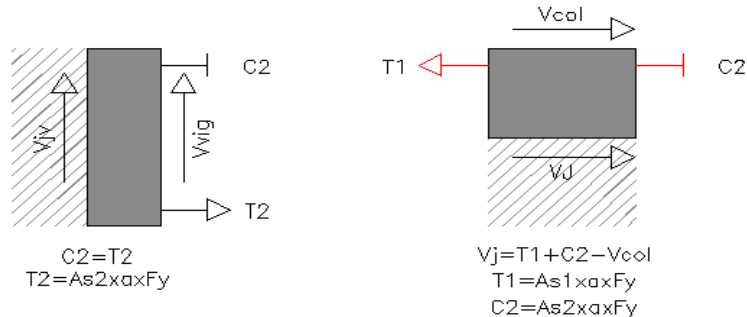 Vcol
C2
T1
C2
Vjv
Vvig
VJ
T2
C2=T2
T2=As2xaxFy
Vj=T1+C2-Vcol
T1=As1xaxFy
C2=As2xaxFy